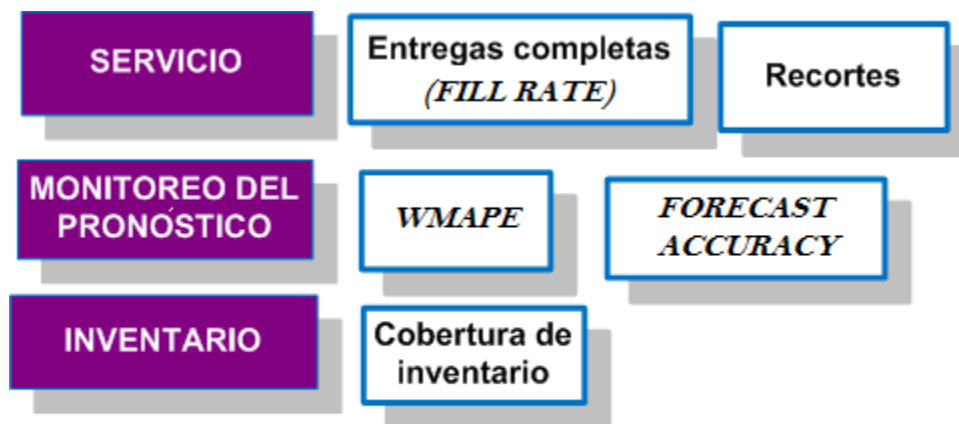 SERVICIO
Entregas completas
(FILL RATE)
Recortes
MONITOREO DEL
PRONÓSTICO
WMAPE
FORECAST
ACCURACY
INVENTARIO
Cobertura de
inventario